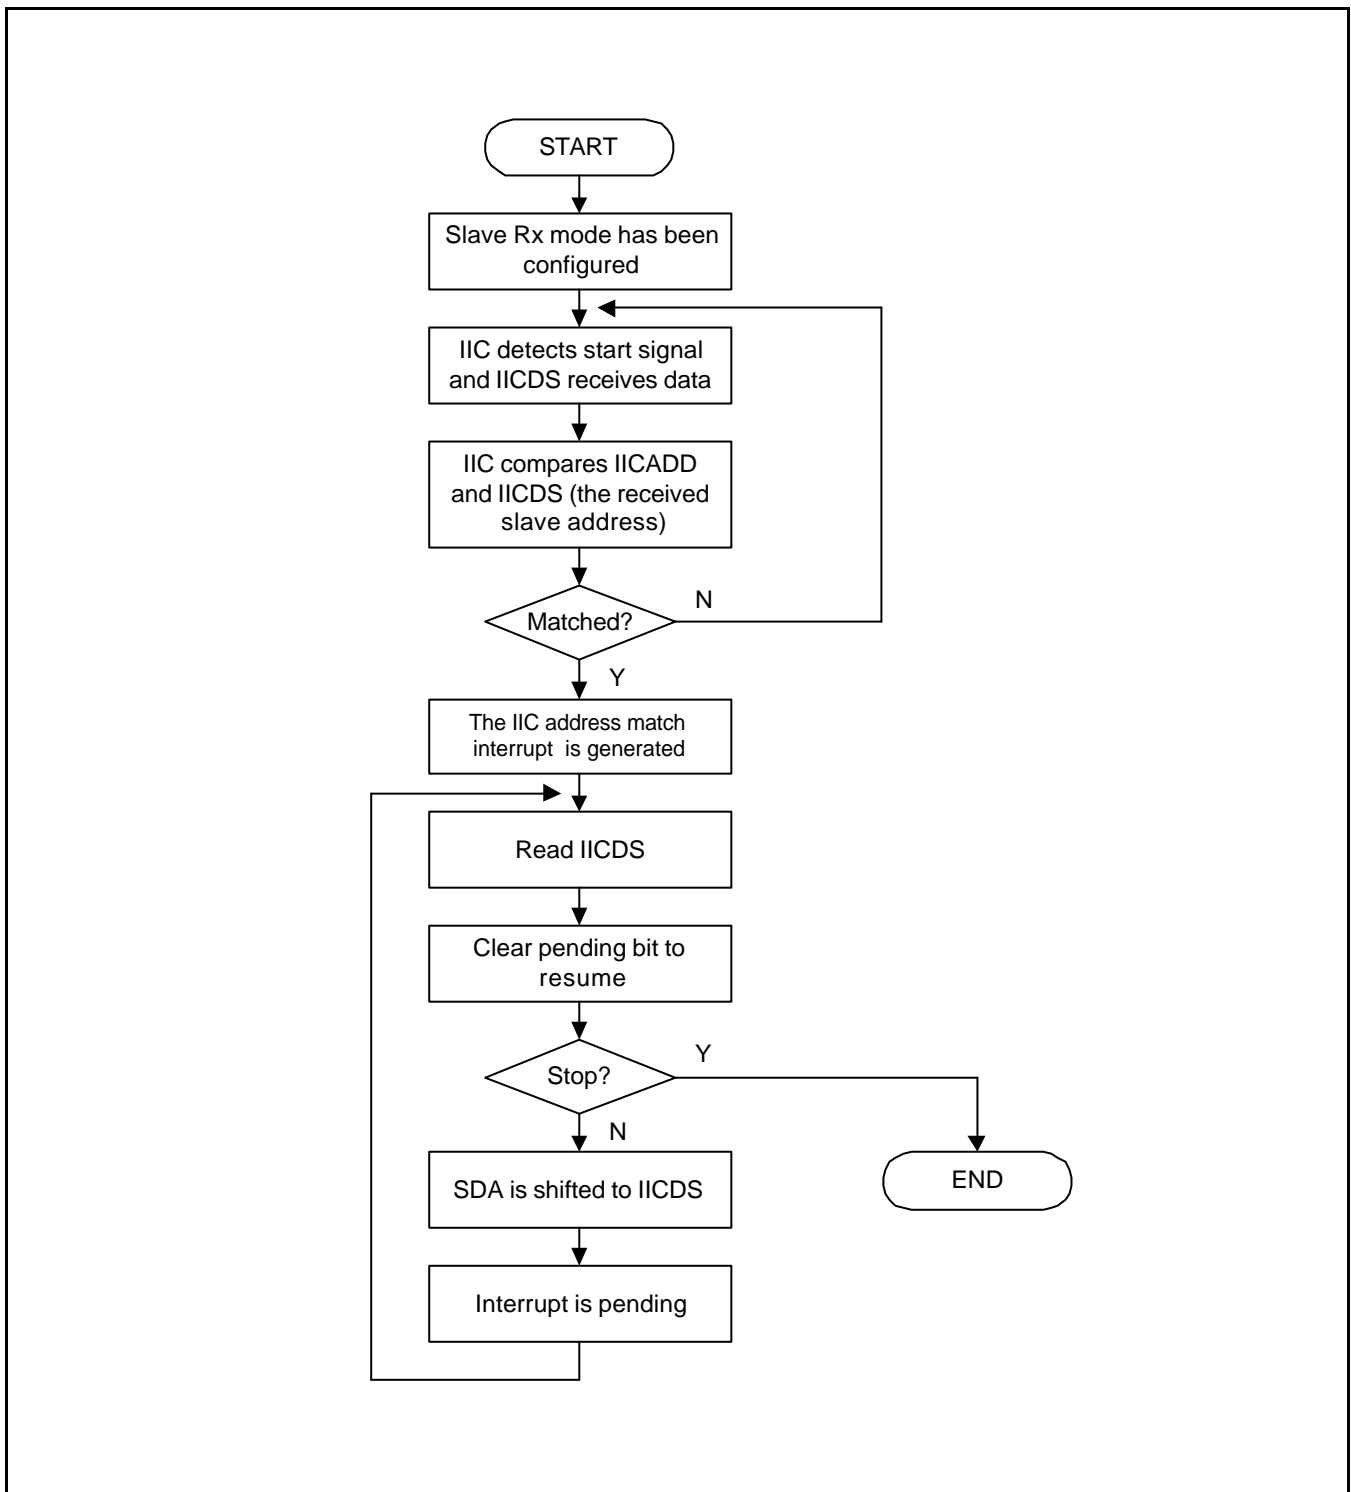 START
Slave Rx mode has been
configured
IIC detects start signal
and IICDS receives data
IIC compares IICADD
and IICDS (the received
slave address)
Matched?
N
Y
The IIC address match
interrupt is generated
Read IICDS
Clear pending bit to
resume
Stop?
Y
N
SDA is shifted to IICDS
END
Interrupt is pending